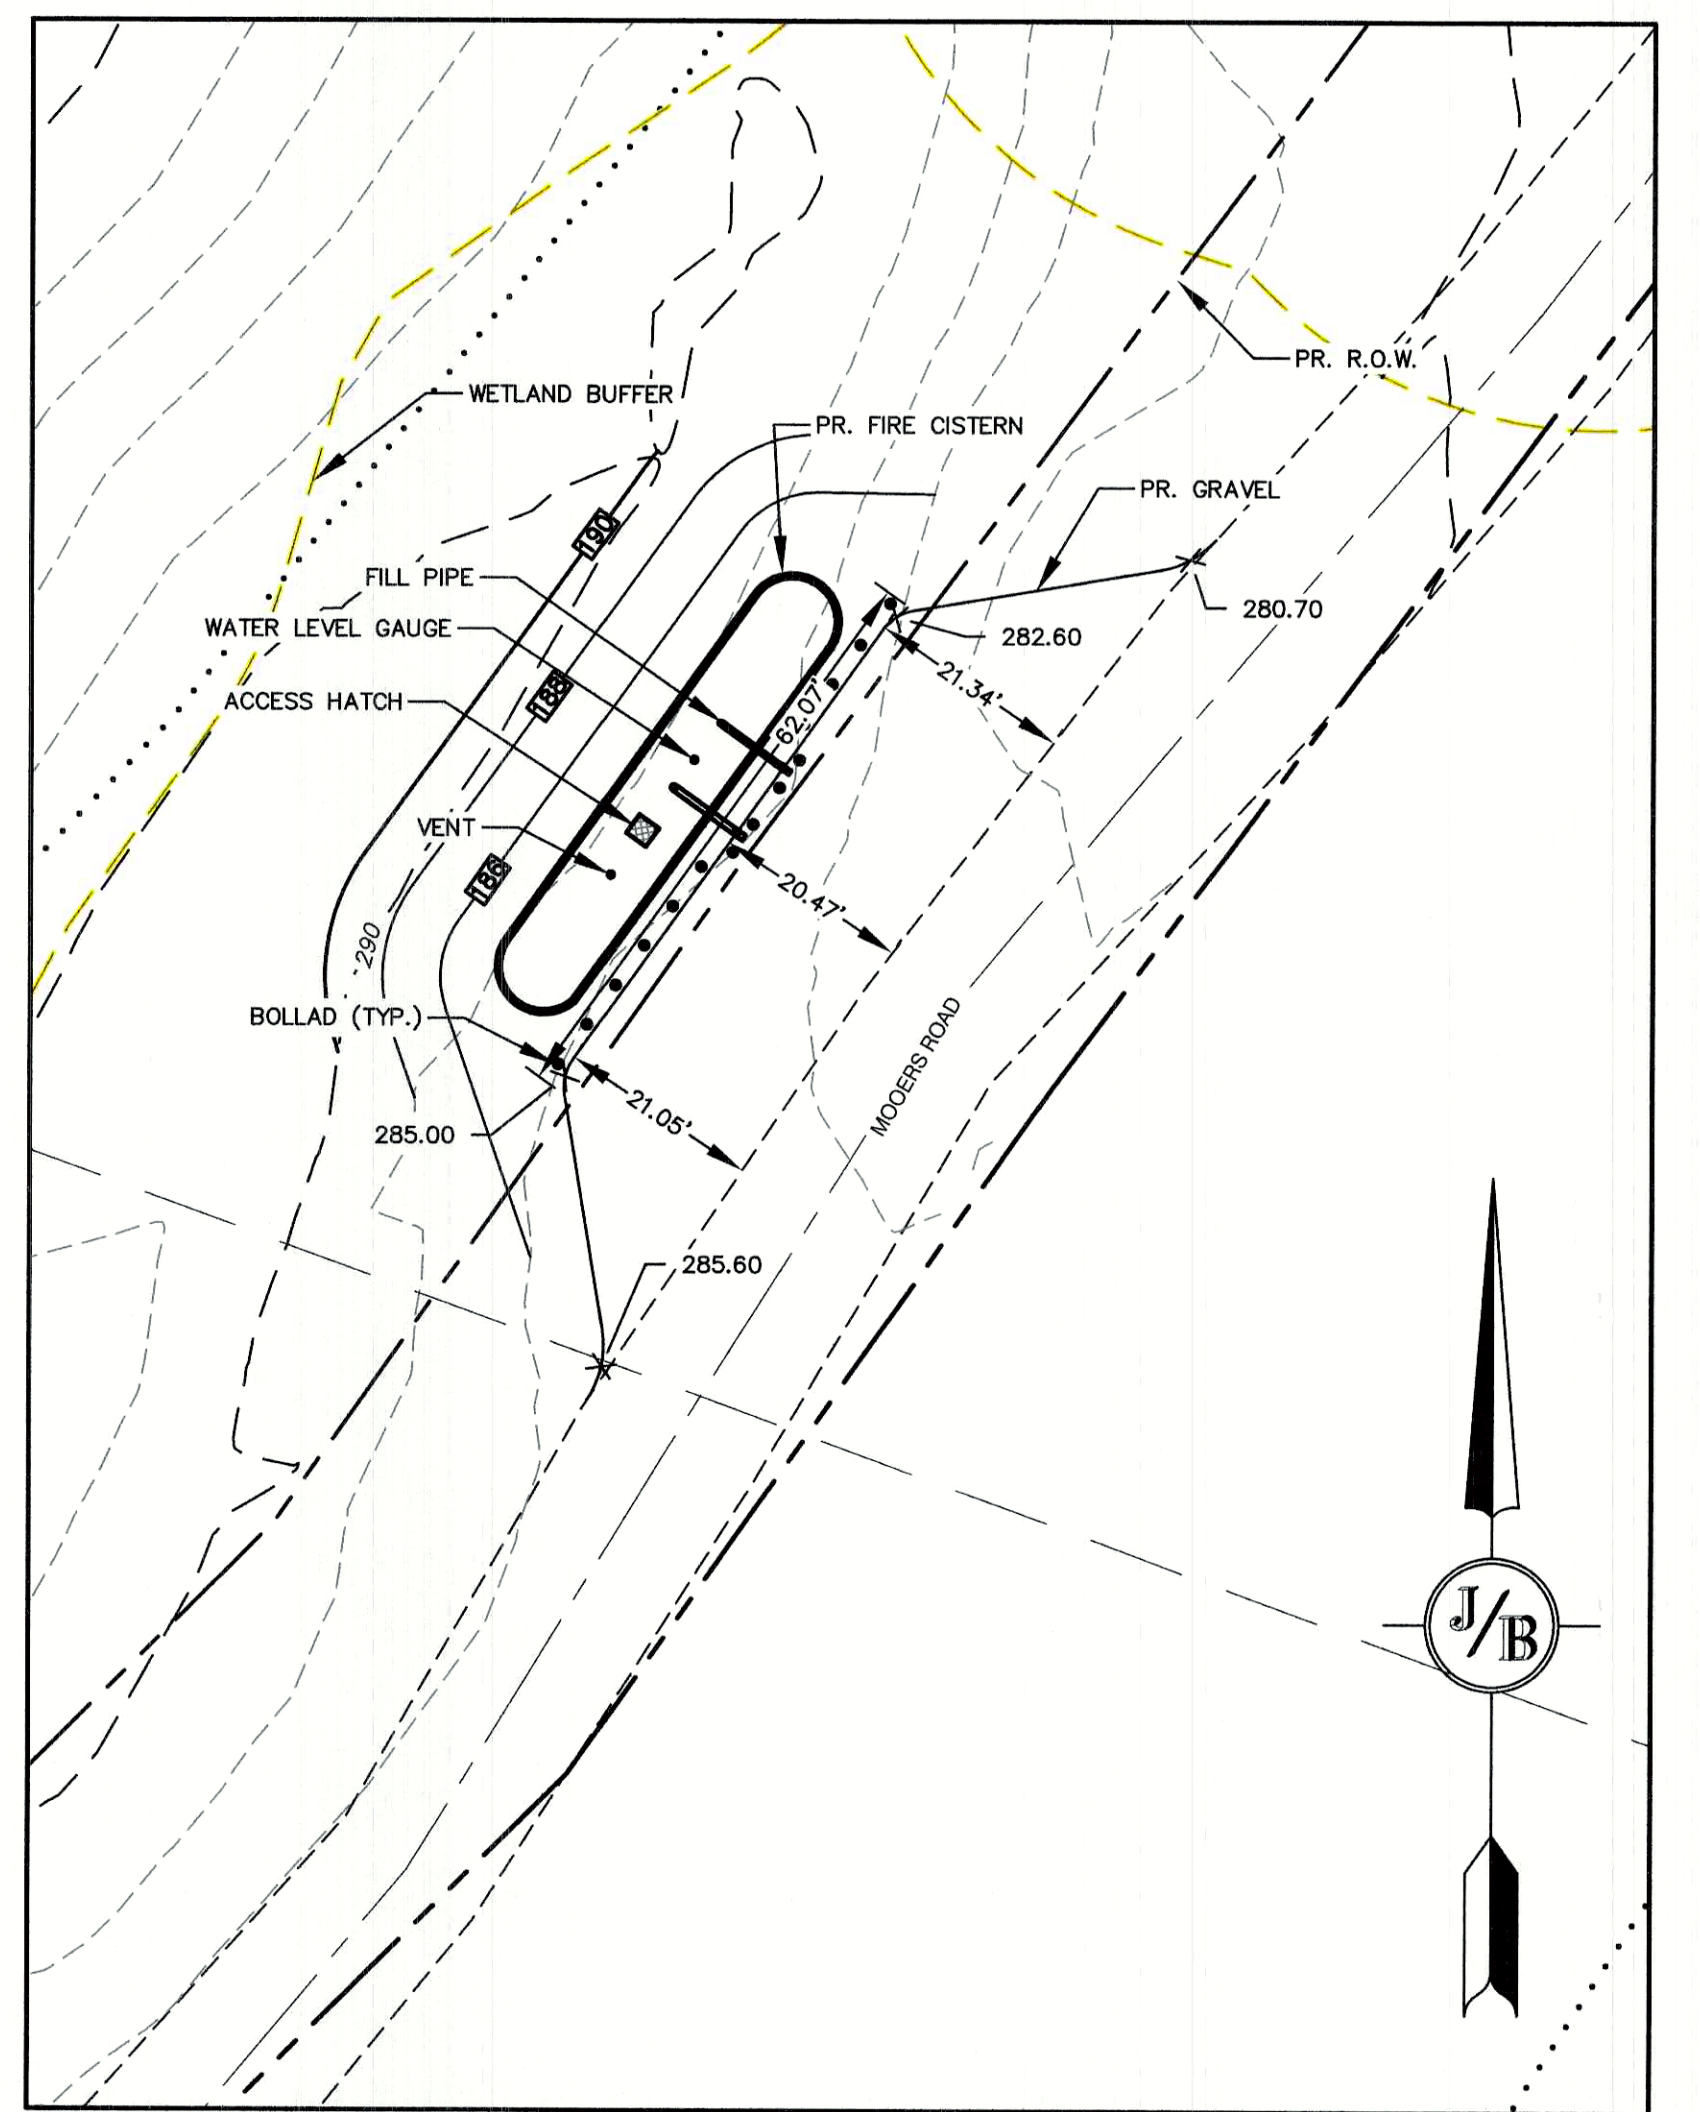 PR. R.O.W.
WETLAND BUFFER
PR. FIRE CISTERN
PR. GRAVEL
190
FILL PIPE
280.70
WATER LEVEL GAUGE
282.60
21.34'
188
ACCESS HATCH
62.07'
VENT
186
20.47'
290
BOLLAD (TYP.)
MOOERS ROAD
21.05'
285.00
285.60
J/B